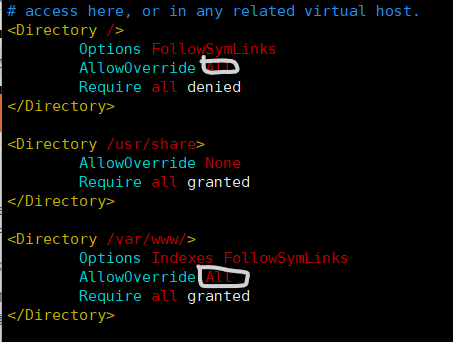 # access here, or in any related virtual host.
<Directory />
Options FollowSymLinks
AllowOverride All
Require all denied
</Directory>
<Directory /usr/share>
AllowOverride None
Require all granted
</Directory>
<Directory /var/www/>
Options Indexes FollowSymLinks
AllowOverride All
Require all granted
</Directory>